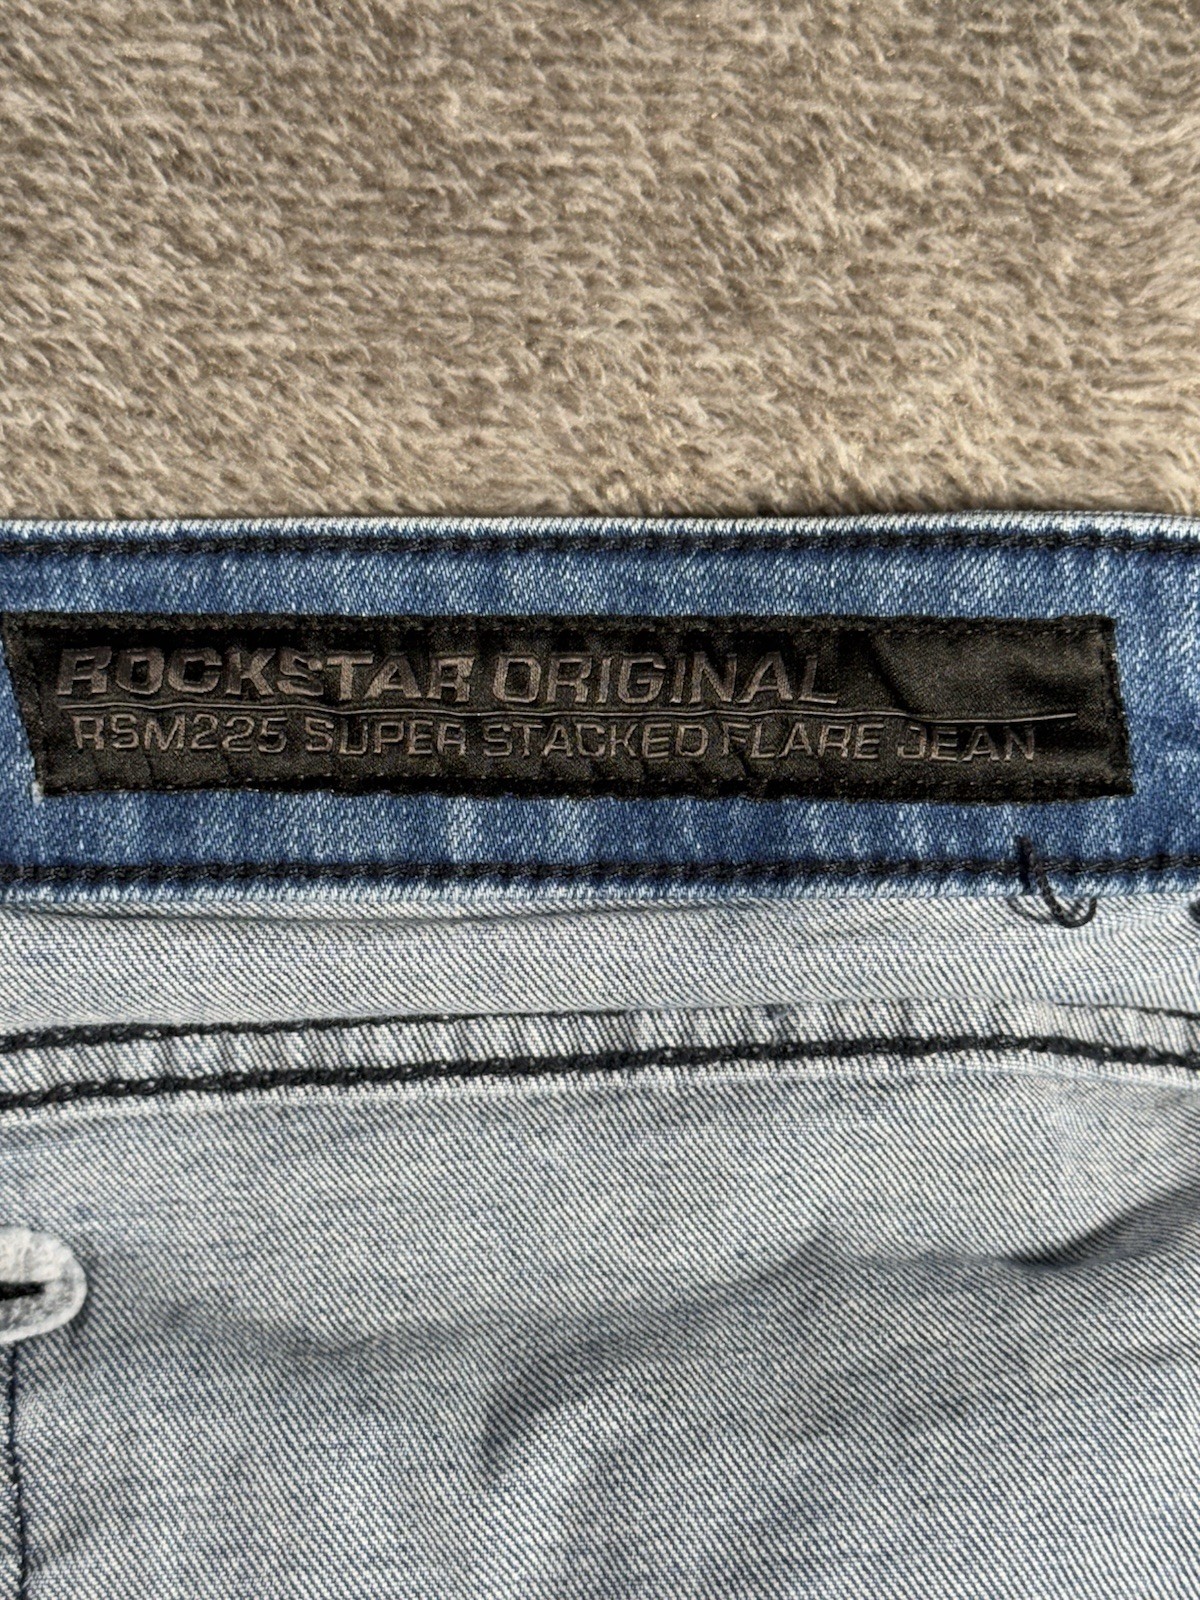 ROCKSTAR ORIGINAL
RSM225 SUPER STACKED FLARE JEAN